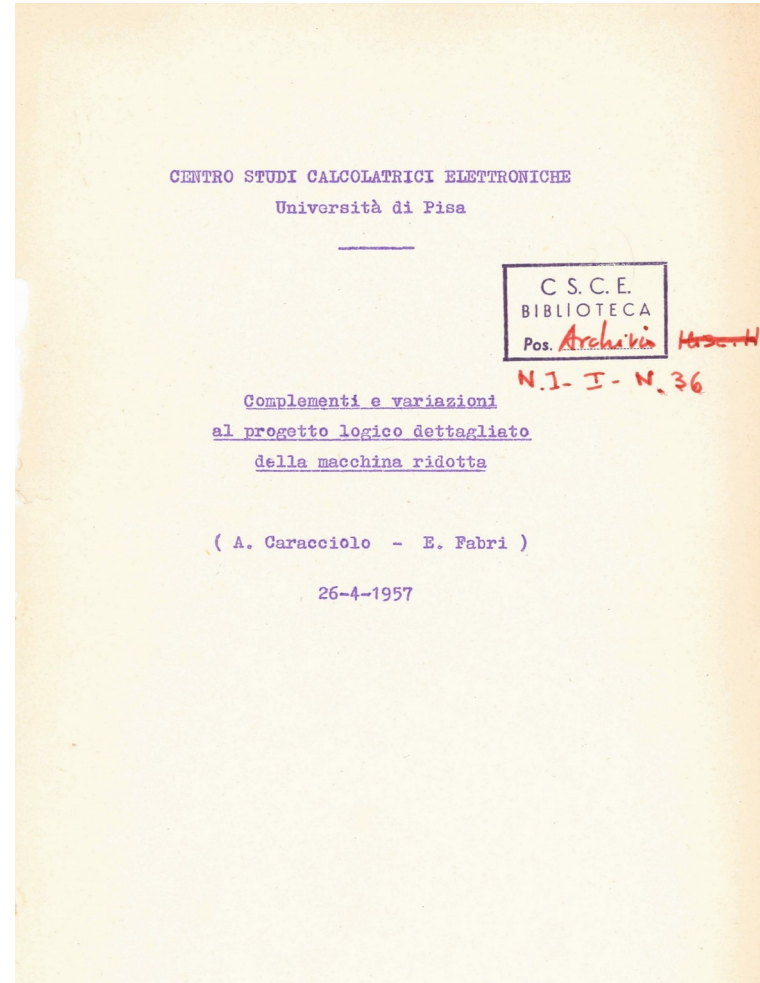 CENTRO STUDI CALCOLATRICI ELETTRONICHE
Università di Pisa
C S. C. E.
BIBLIOTECA
Pos. Archivio
N.I- I- N. 36
Complementi e variazioni
al progetto logico dettagliato
della macchina ridotta
( A. Caracciolo - E. Fabri )
26-4-1957